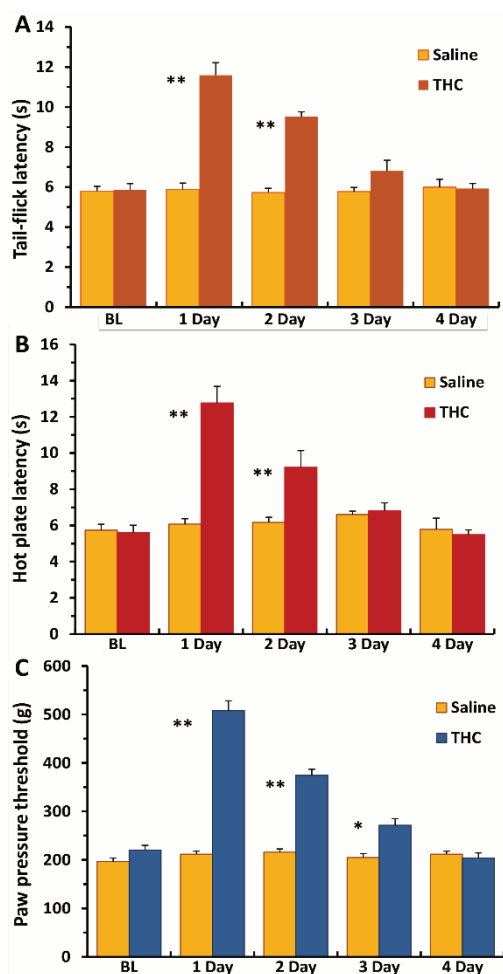 A
Tail-flick latency (s)
14
12
10
8
6
4
2
0
Saline
THC
**
**
BL
1 Day
2 Day
3 Day
4 Day
B
Hot plate latency (s)
16
14
12
10
8
6
4
2
0
Saline
THC
**
**
BL
1 Day
2 Day
3 Day
4 Day
C
Paw pressure threshold (g)
600
500
400
300
200
100
0
Saline
THC
**
**
*
BL
1 Day
2 Day
3 Day
4 Day